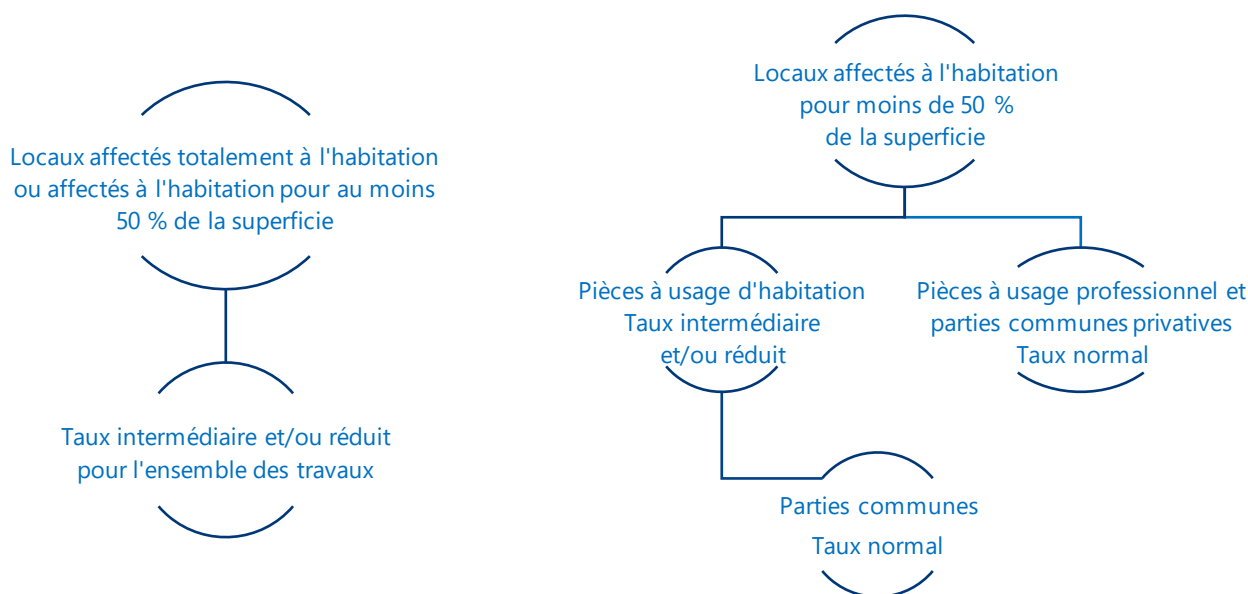 Locaux affectés totalement à l'habitation
ou affectés à l'habitation pour au moins
50 % de la superficie
Taux intermédiaire et/ou réduit
pour l'ensemble des travaux
Locaux affectés à l'habitation
pour moins de 50 %
de la superficie
Pièces à usage d'habitation
Taux intermédiaire
et/ou réduit
Pièces à usage professionnel et
parties communes privatives
Taux normal
Parties communes
Taux normal